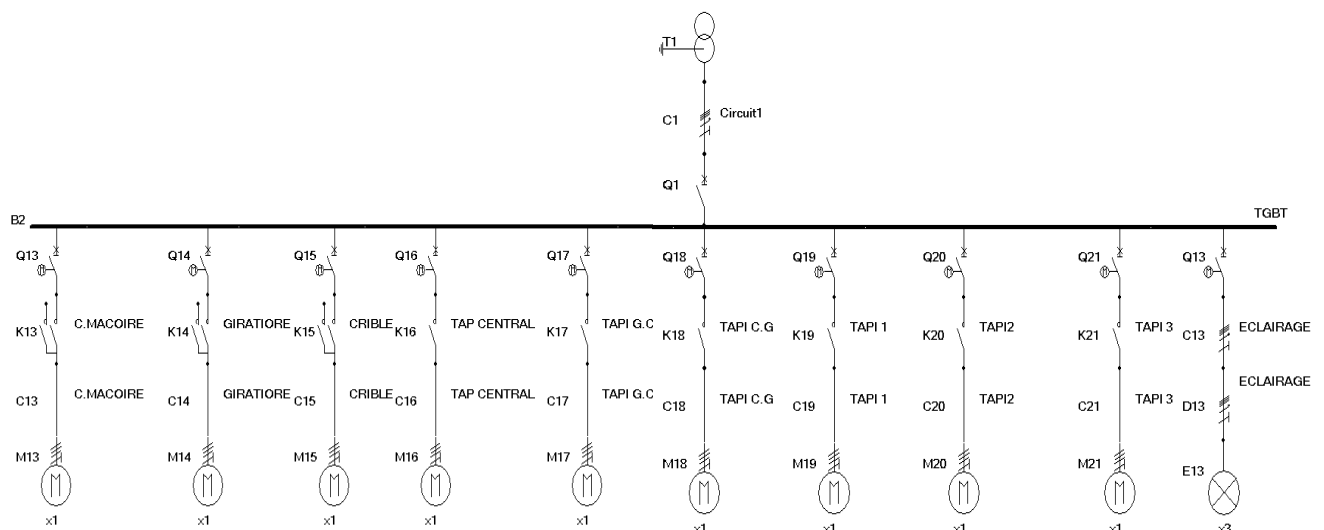 T1
C1 Circuit1
Q1
B2 TGBT
Q13 Q14 Q15 Q16 Q17 Q18 Q19 Q20 Q21 Q13
K13 C.MACOIRE K14 GIRATIORE K15 CRIBLE K16 TAP CENTRAL K17 TAPI G.C K18 TAPI C.G K19 TAPI 1 K20 TAPI2 K21 TAPI 3 C13 ECLAIRAGE
C13 C.MACOIRE C14 GIRATIORE C15 CRIBLE C16 TAP CENTRAL C17 TAPI G.C C18 TAPI C.G C19 TAPI 1 C20 TAPI2 C21 TAPI 3 D13 ECLAIRAGE
M13 M14 M15 M16 M17 M18 M19 M20 M21 E13
M M M M M M M M M
x1 x1 x1 x1 x1 x1 x1 x1 x1 x3